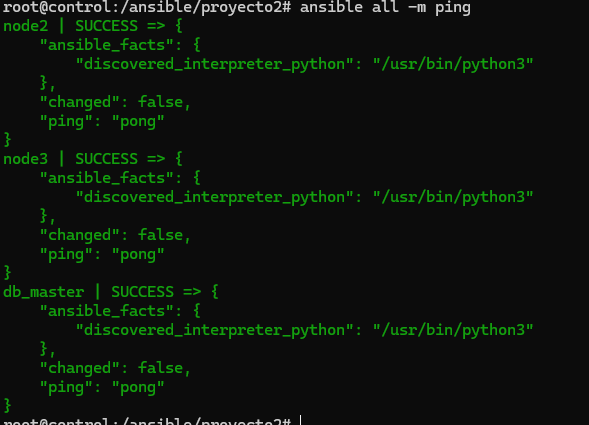 root@control:/ansible/proyecto2# ansible all -m ping
node2 | SUCCESS => {
    "ansible_facts": {
        "discovered_interpreter_python": "/usr/bin/python3"
    },
    "changed": false,
    "ping": "pong"
}
node3 | SUCCESS => {
    "ansible_facts": {
        "discovered_interpreter_python": "/usr/bin/python3"
    },
    "changed": false,
    "ping": "pong"
}
db_master | SUCCESS => {
    "ansible_facts": {
        "discovered_interpreter_python": "/usr/bin/python3"
    },
    "changed": false,
    "ping": "pong"
}
root@control:/ansible/proyecto2#